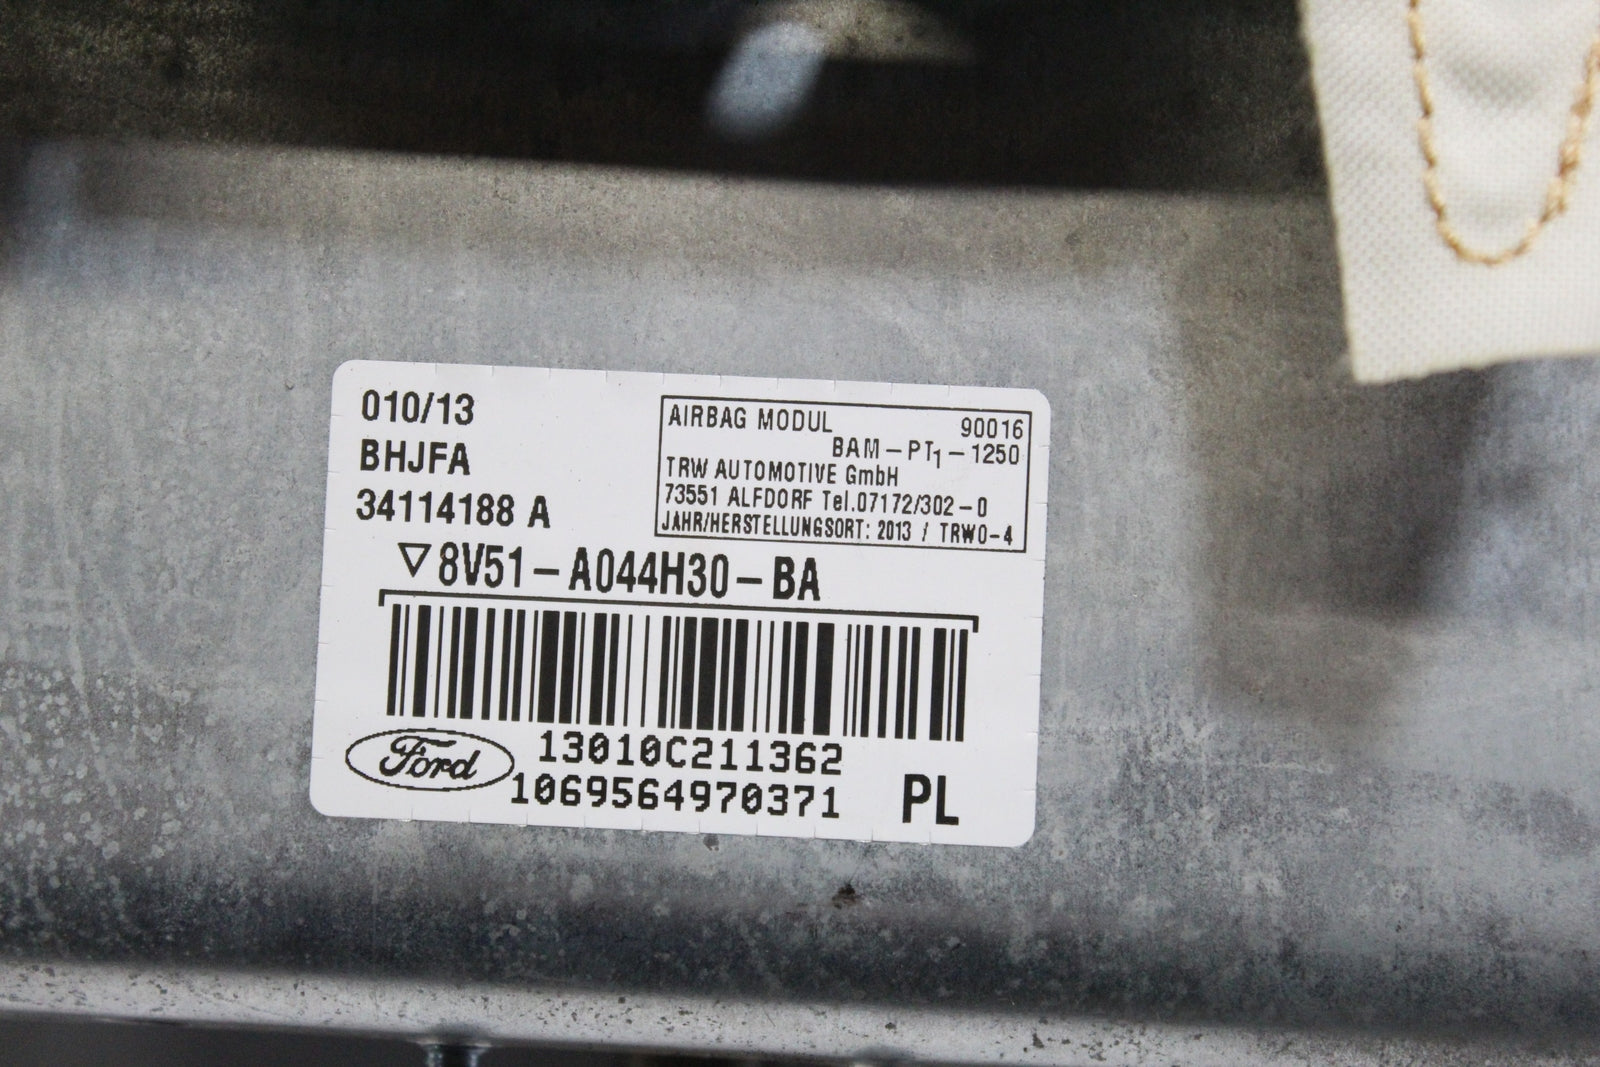 010/13
BHJFA
34114188 A
AIRBAG MODUL 90016
BAM-PT1-1250
TRW AUTOMOTIVE GmbH
73551 ALFDORF Tel.07172/302-0
JAHR/HERSTELLUNGSORT: 2013 / TRWO-4
▽8V51-A044H30-BA
Ford
13010C211362
1069564970371
PL